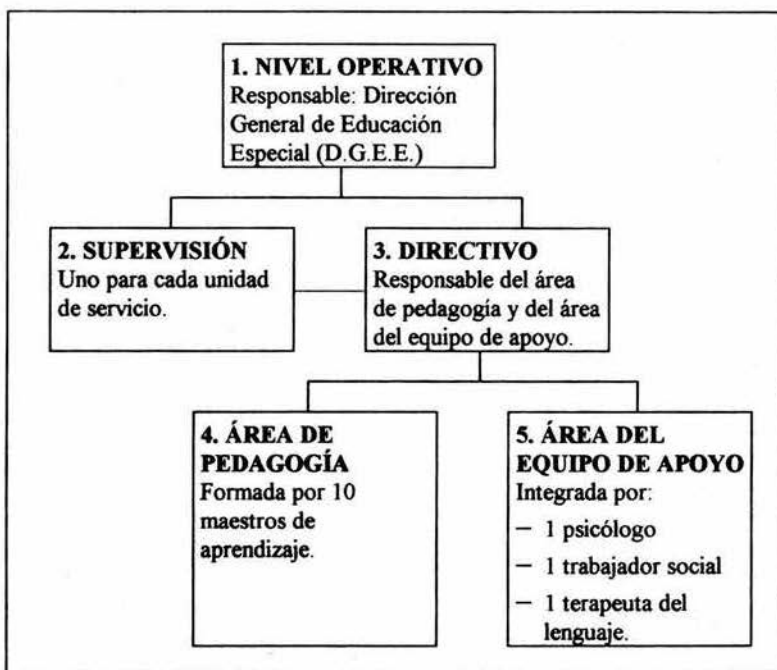 1. NIVEL OPERATIVO
Responsable: Dirección
General de Educación
Especial (D.G.E.E.)
2. SUPERVISIÓN
Uno para cada unidad
de servicio.
3. DIRECTIVO
Responsable del área
de pedagogía y del área
del equipo de apoyo.
4. ÁREA DE
PEDAGOGÍA
Formada por 10
maestros de
aprendizaje.
5. ÁREA DEL
EQUIPO DE APOYO
Integrada por:
– 1 psicólogo
– 1 trabajador social
– 1 terapeuta del
lenguaje.